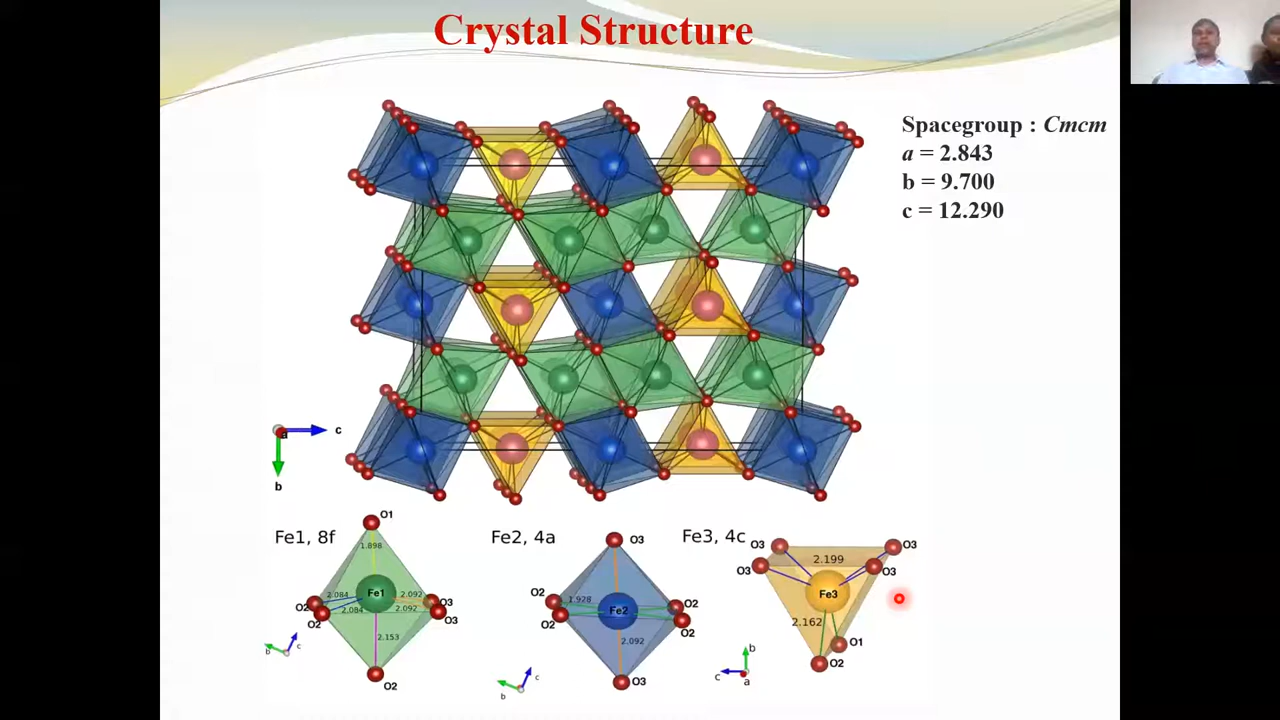 Crystal Structure
Spacegroup : Cmcm
a = 2.843
b = 9.700
c = 12.290
a
c
b
Fe1, 8f
O1
1.898
Fe1
2.084
2.084
2.092
2.092
O2
O2
O3
O3
2.153
O2
b
c
Fe2, 4a
O3
O2
O2
1.928
Fe2
O2
O2
2.092
O3
b
c
Fe3, 4c
O3
O3
O3
O3
2.199
Fe3
2.162
O1
O2
b
c
a